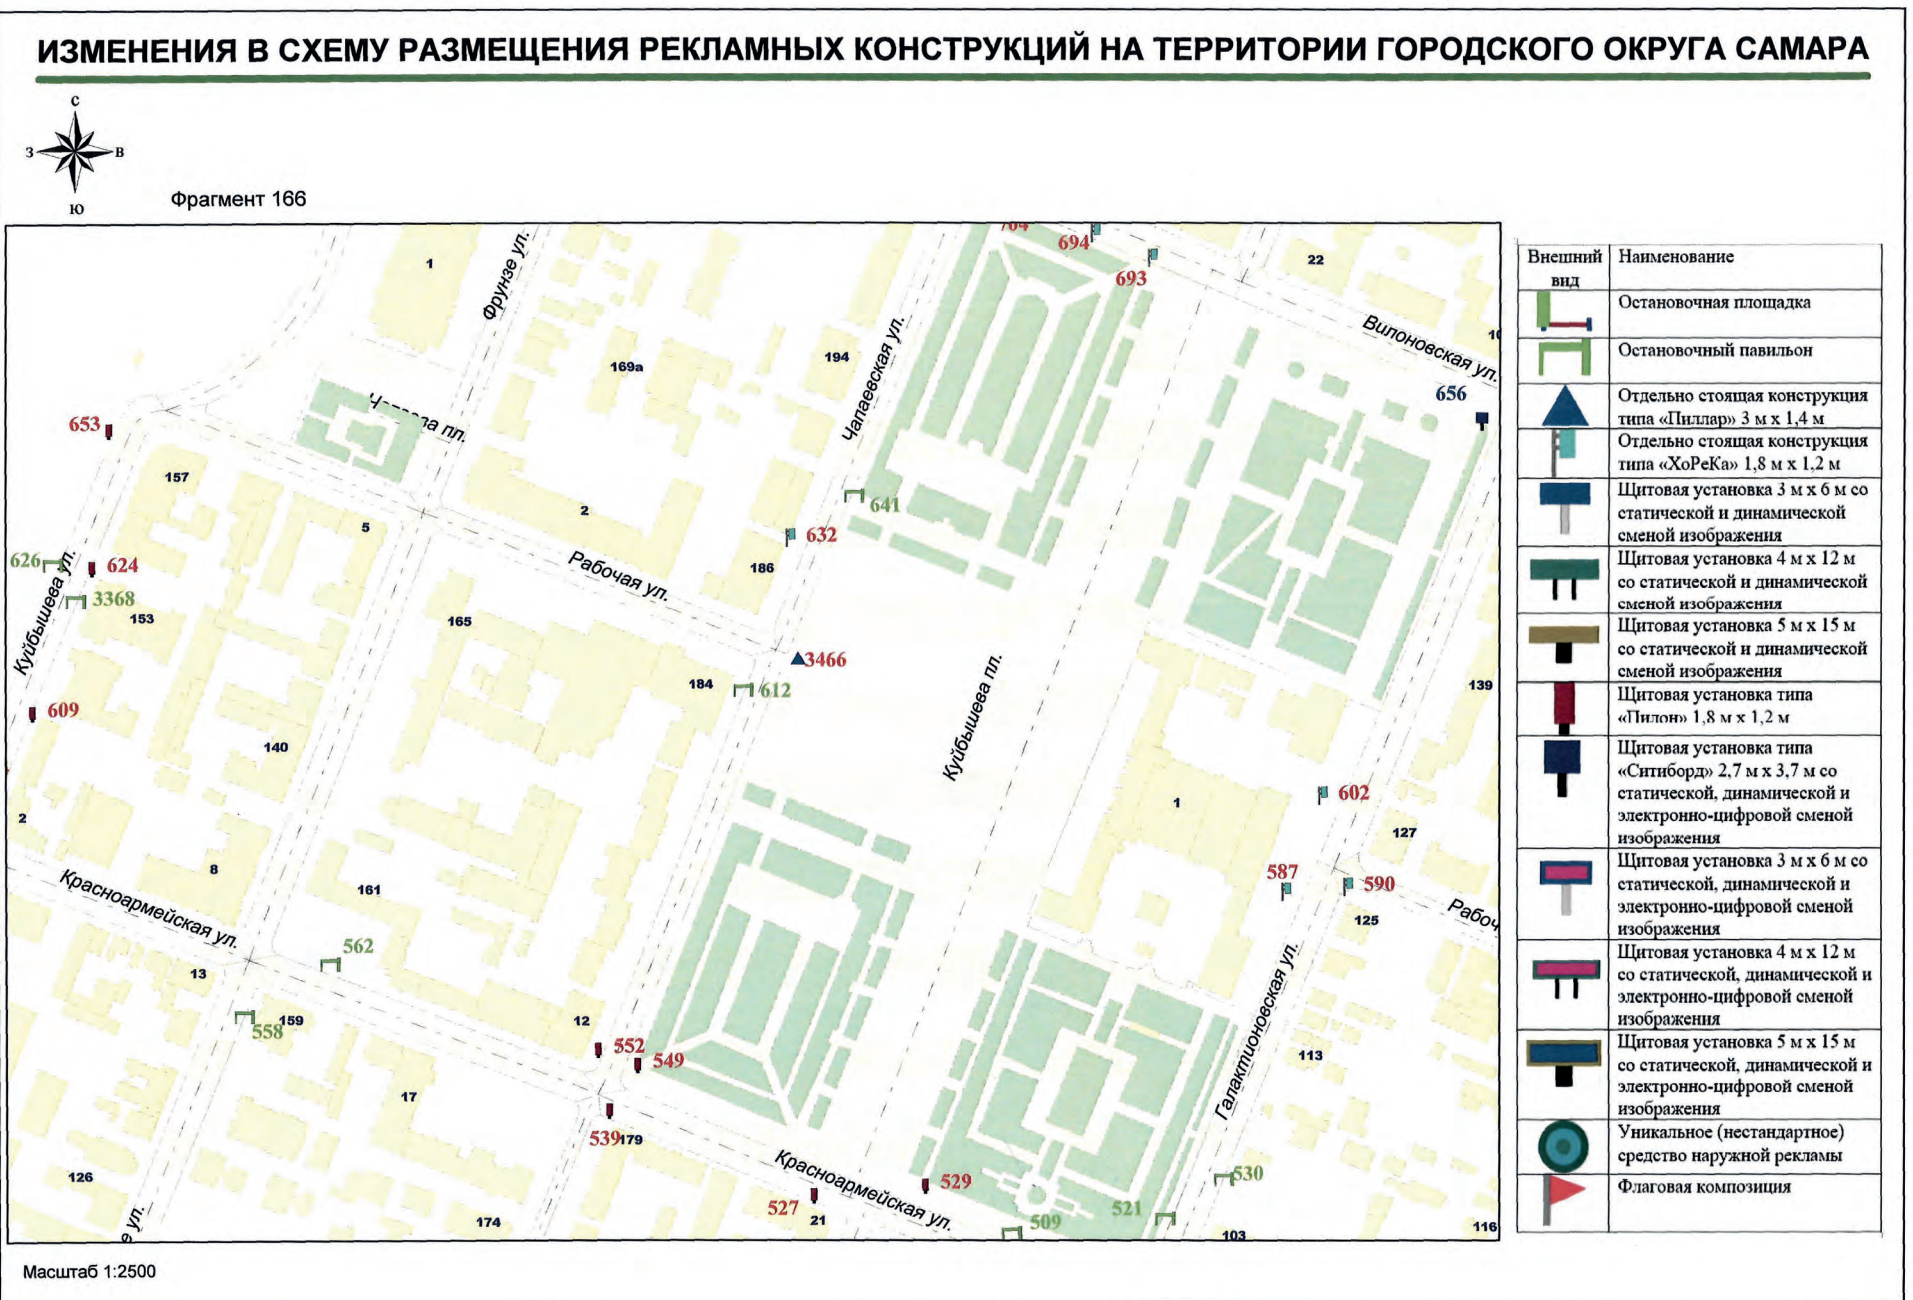 ИЗМЕНЕНИЯ В СХЕМУ РАЗМЕЩЕНИЯ РЕКЛАМНЫХ КОНСТРУКЦИЙ НА ТЕРРИТОРИИ ГОРОДСКОГО ОКРУГА САМАРА
С
З В
Ю
Фрагмент 166
694
693
22
1
Фрунзе ул.
Вилоновская ул.
194
169а
Чапаевская ул.
656
пл.
653
157
5
2
641
632
186
Рабочая ул.
626
624
3368
153
Куйбышева ул.
165
3466
184
612
139
609
140
Куйбышева пл.
602
1
127
2
8
161
587
590
125
Красноармейская ул.
562
13
558
159
12
552
549
Галактионовская ул.
113
17
539
179
Красноармейская ул.
126
529
527
21
530
174
509
521
103
116
ул.
Масштаб 1:2500
Внешний вид
Наименование
Остановочная площадка
Остановочный павильон
Отдельно стоящая конструкция
типа «Пиллар» 3 м х 1,4 м
Отдельно стоящая конструкция
типа «ХоРеКа» 1,8 м х 1,2 м
Щитовая установка 3 м х 6 м со
статической и динамической
сменой изображения
Щитовая установка 4 м х 12 м
со статической и динамической
сменой изображения
Щитовая установка 5 м х 15 м
со статической и динамической
сменой изображения
Щитовая установка типа
«Пилон» 1,8 м х 1,2 м
Щитовая установка типа
«Ситиборд» 2,7 м х 3,7 м со
статической, динамической и
электронно-цифровой сменой
изображения
Щитовая установка 3 м х 6 м со
статической, динамической и
электронно-цифровой сменой
изображения
Щитовая установка 4 м х 12 м
со статической, динамической и
электронно-цифровой сменой
изображения
Щитовая установка 5 м х 15 м
со статической, динамической и
электронно-цифровой сменой
изображения
Уникальное (нестандартное)
средство наружной рекламы
Флаговая композиция